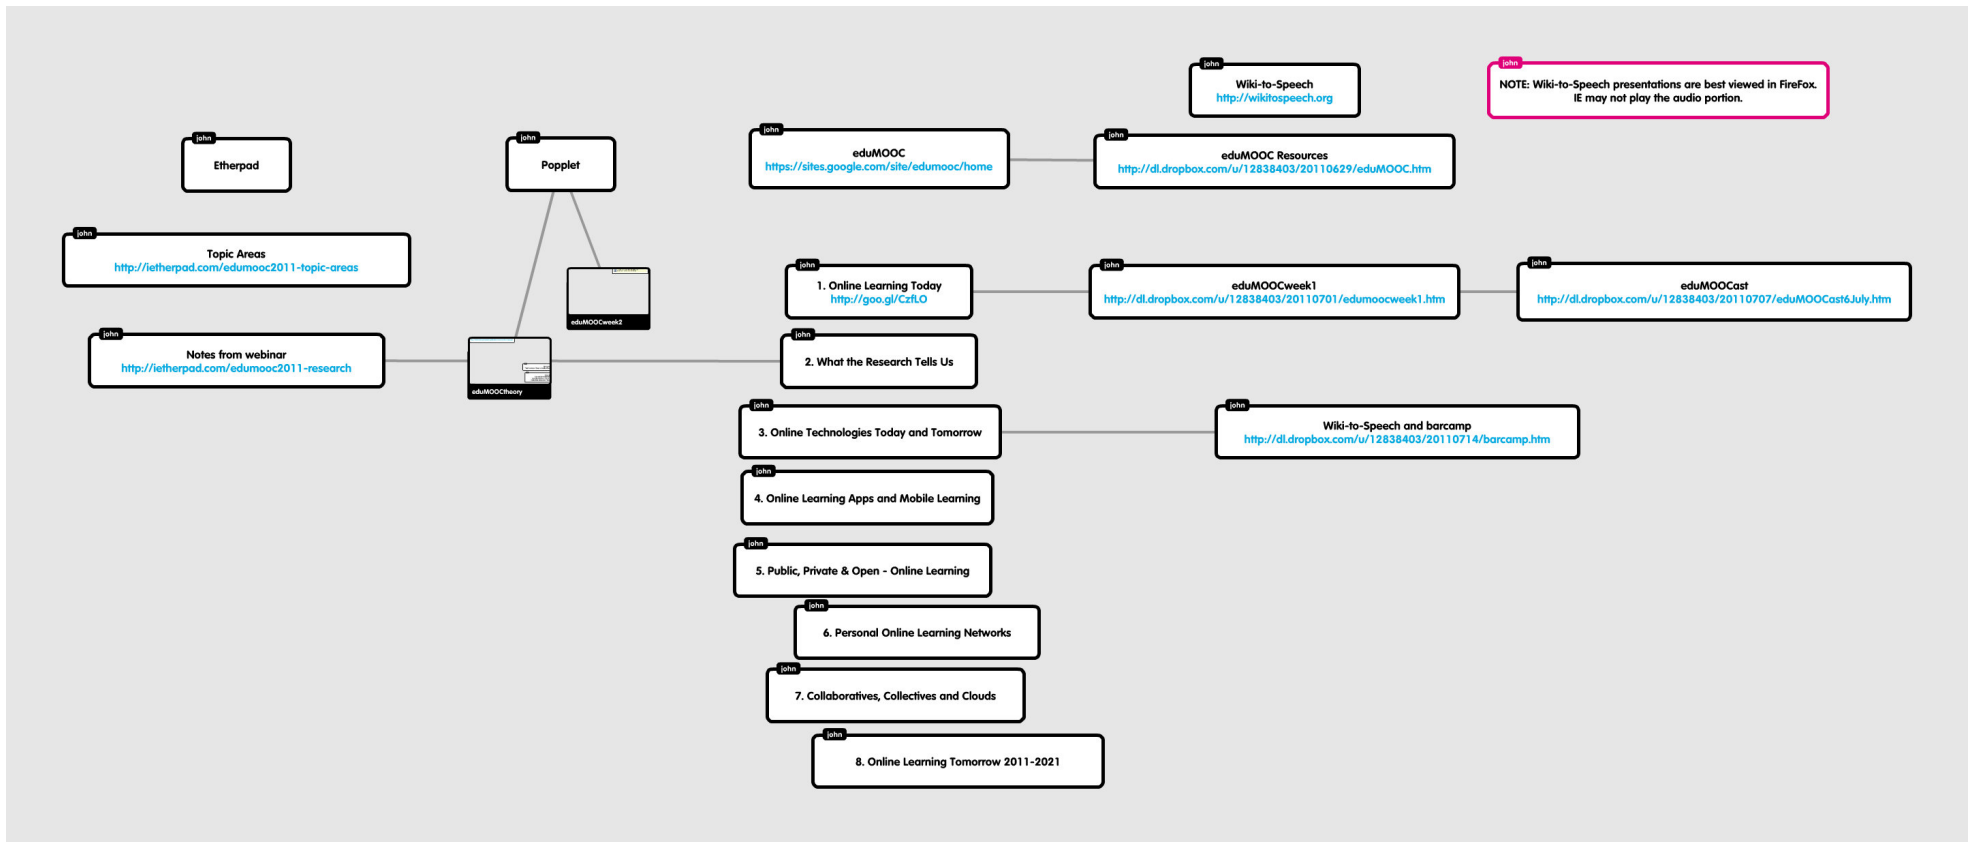 john
Wiki-to-Speech
http://wikitospeech.org
john
NOTE: Wiki-to-Speech presentations are best viewed in FireFox.
IE may not play the audio portion.
john
Etherpad
john
Popplet
john
eduMOOC
https://sites.google.com/site/edumooc/home
john
eduMOOC Resources
http://dl.dropbox.com/u/12838403/20110629/eduMOOC.htm
john
Topic Areas
http://ietherpad.com/edumooc2011-topic-areas
eduMOOCweek2
john
1. Online Learning Today
http://goo.gl/CzfLO
john
eduMOOCweek1
http://dl.dropbox.com/u/12838403/20110701/edumoocweek1.htm
john
eduMOOCast
http://dl.dropbox.com/u/12838403/20110707/eduMOOCast6July.htm
john
Notes from webinar
http://ietherpad.com/edumooc2011-research
eduMOOCtheory
john
2. What the Research Tells Us
john
3. Online Technologies Today and Tomorrow
john
Wiki-to-Speech and barcamp
http://dl.dropbox.com/u/12838403/20110714/barcamp.htm
john
4. Online Learning Apps and Mobile Learning
john
5. Public, Private & Open - Online Learning
john
6. Personal Online Learning Networks
john
7. Collaboratives, Collectives and Clouds
john
8. Online Learning Tomorrow 2011-2021